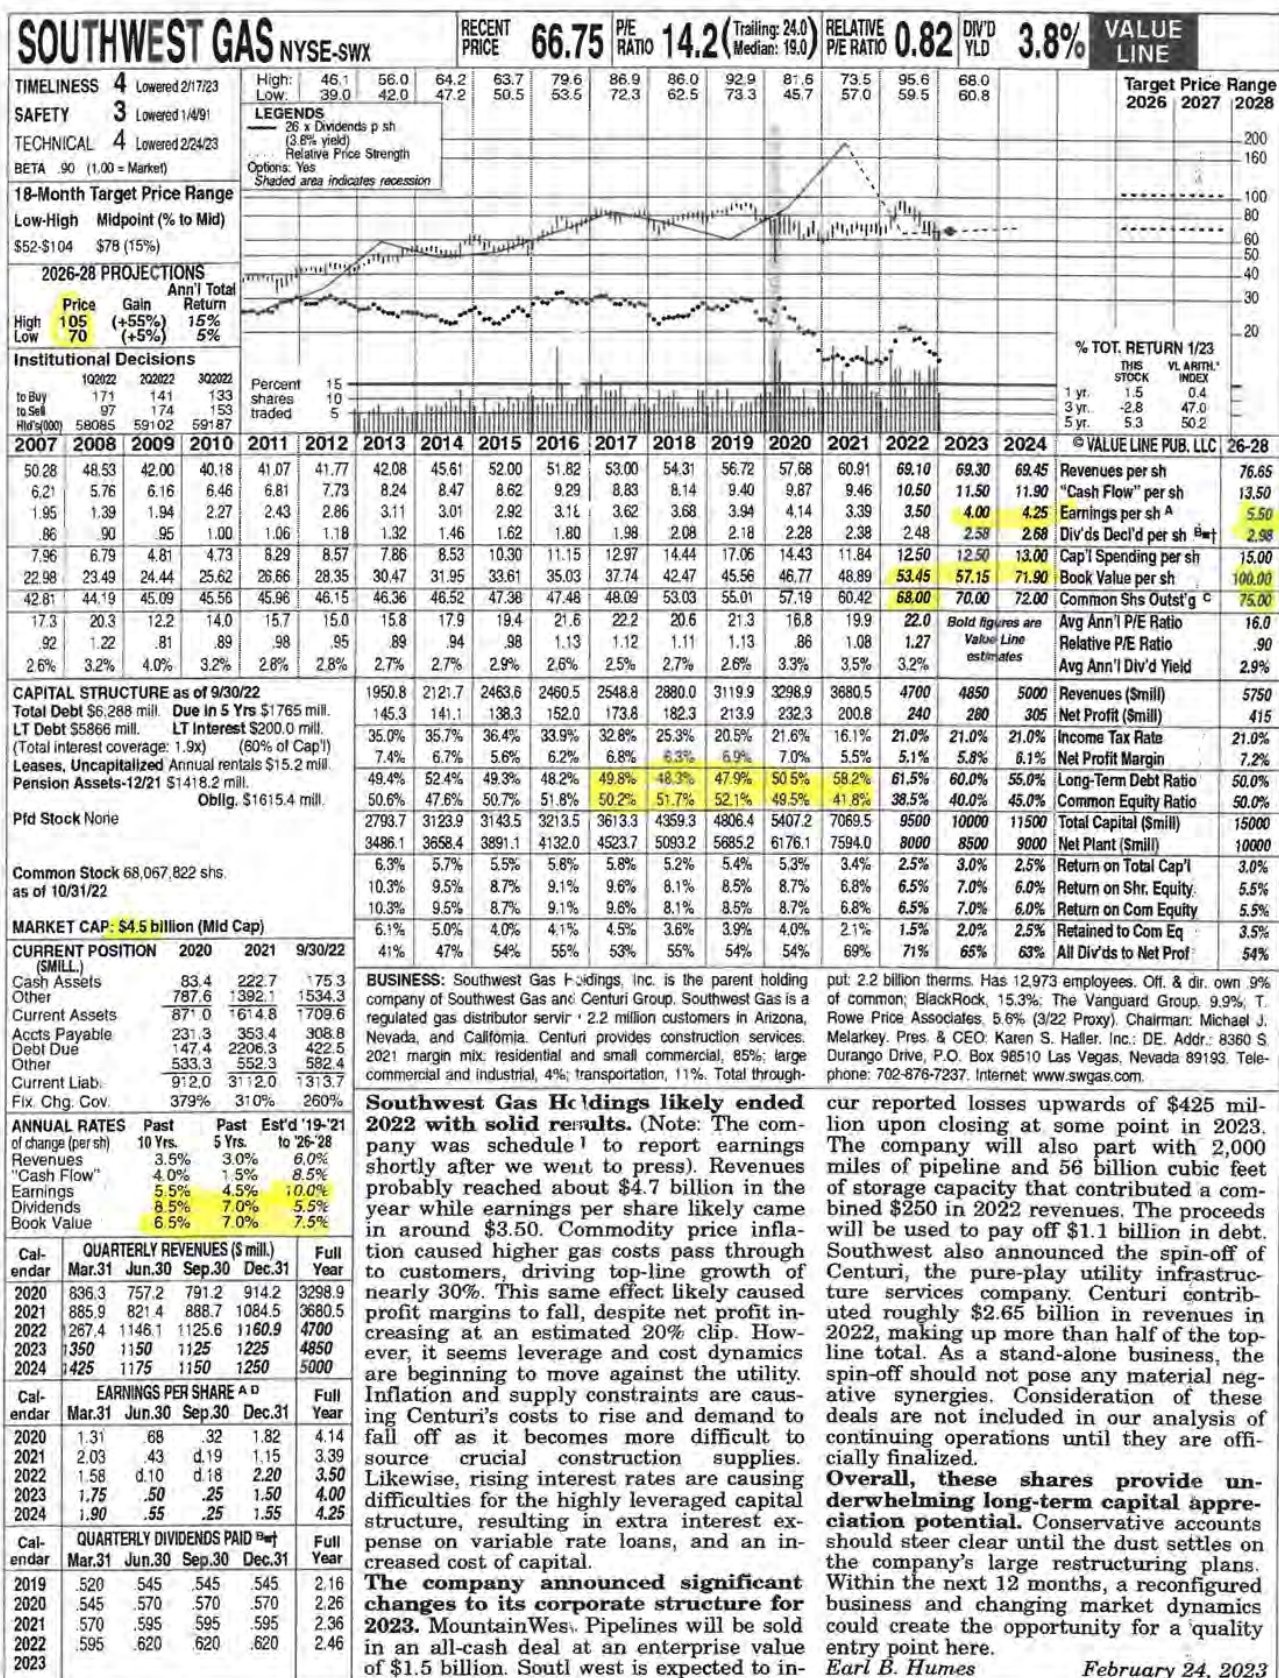 SOUTHWEST GAS NYSE-SWX
RECENT PRICE 66.75 P/E RATIO 14.2 (Trailing: 24.0 Median: 19.0) RELATIVE P/E RATIO 0.82 DIV'D YLD 3.8% VALUE LINE
TIMELINESS 4 Lowered 2/17/23
SAFETY 3 Lowered 1/4/91
TECHNICAL 4 Lowered 2/24/23
BETA .90 (1.00 = Market)
High: 46.1 56.0 64.2 63.7 79.6 86.9 86.0 92.9 81.6 73.5 95.6 68.0
Low: 39.0 42.0 47.2 50.5 53.5 72.3 62.5 73.3 45.7 57.0 59.5 60.8
Target Price Range
2026 2027 2028
LEGENDS
26 x Dividends p sh
(3.8% yield)
Relative Price Strength
Options: Yes
Shaded area indicates recession
200
160
100
80
60
50
40
30
20
18-Month Target Price Range
Low-High Midpoint (% to Mid)
$52-$104 $78 (15%)
2026-28 PROJECTIONS
Ann'l Total
Price Gain Return
High 105 (+55%) 15%
Low 70 (+5%) 5%
Institutional Decisions
1Q2022 2Q2022 3Q2022
to Buy 171 141 133
to Sell 97 174 153
Hld's(000) 58085 59102 59187
Percent 15
shares 10
traded 5
% TOT. RETURN 1/23
THIS STOCK VL ARITH.* INDEX
1 yr. 1.5 0.4
3 yr. -2.8 47.0
5 yr. 5.3 50.2
2007 2008 2009 2010 2011 2012 2013 2014 2015 2016 2017 2018 2019 2020 2021 2022 2023 2024 © VALUE LINE PUB. LLC 26-28
50.28 48.53 42.00 40.18 41.07 41.77 42.08 45.61 52.00 51.82 53.00 54.31 56.72 57.68 60.91 69.10 69.30 69.45 Revenues per sh 76.65
6.21 5.76 6.16 6.46 6.81 7.73 8.24 8.47 8.62 9.29 8.83 8.14 9.40 9.87 9.46 10.50 11.50 11.90 "Cash Flow" per sh 13.50
1.95 1.39 1.94 2.27 2.43 2.86 3.11 3.01 2.92 3.18 3.62 3.68 3.94 4.14 3.39 3.50 4.00 4.25 Earnings per sh A 5.50
.86 .90 .95 1.00 1.06 1.18 1.32 1.46 1.62 1.80 1.98 2.08 2.18 2.28 2.38 2.48 2.58 2.68 Div'ds Decl'd per sh B■† 2.98
7.96 6.79 4.81 4.73 8.29 8.57 7.86 8.53 10.30 11.15 12.97 14.44 17.06 14.43 11.84 12.50 12.50 13.00 Cap'l Spending per sh 15.00
22.98 23.49 24.44 25.62 26.66 28.35 30.47 31.95 33.61 35.03 37.74 42.47 45.56 46.77 48.89 53.45 57.15 71.90 Book Value per sh 100.00
42.81 44.19 45.09 45.56 45.96 46.15 46.36 46.52 47.38 47.48 48.09 53.03 55.01 57.19 60.42 68.00 70.00 72.00 Common Shs Outst'g C 75.00
17.3 20.3 12.2 14.0 15.7 15.0 15.8 17.9 19.4 21.6 22.2 20.6 21.3 16.8 19.9 22.0 Bold figures are Avg Ann'l P/E Ratio 16.0
.92 1.22 .81 .89 .98 .95 .89 .94 .98 1.13 1.12 1.11 1.13 .86 1.08 1.27 Value Line Relative P/E Ratio .90
2.6% 3.2% 4.0% 3.2% 2.8% 2.8% 2.7% 2.7% 2.9% 2.6% 2.5% 2.7% 2.6% 3.3% 3.5% 3.2% estimates Avg Ann'l Div'd Yield 2.9%
CAPITAL STRUCTURE as of 9/30/22
Total Debt $6,288 mill. Due in 5 Yrs $1765 mill.
LT Debt $5866 mill. LT Interest $200.0 mill.
(Total interest coverage: 1.9x) (60% of Cap'l)
Leases, Uncapitalized Annual rentals $15.2 mill.
Pension Assets-12/21 $1418.2 mill.
Oblig. $1615.4 mill.
Pfd Stock None
Common Stock 68,067,822 shs.
as of 10/31/22
MARKET CAP: $4.5 billion (Mid Cap)
1950.8 2121.7 2463.6 2460.5 2548.8 2880.0 3119.9 3298.9 3680.5 4700 4850 5000 Revenues ($mill) 5750
145.3 141.1 138.3 152.0 173.8 182.3 213.9 232.3 200.8 240 280 305 Net Profit ($mill) 415
35.0% 35.7% 36.4% 33.9% 32.8% 25.3% 20.5% 21.6% 16.1% 21.0% 21.0% 21.0% Income Tax Rate 21.0%
7.4% 6.7% 5.6% 6.2% 6.8% 6.3% 6.9% 7.0% 5.5% 5.1% 5.8% 6.1% Net Profit Margin 7.2%
49.4% 52.4% 49.3% 48.2% 49.8% 48.3% 47.9% 50.5% 58.2% 61.5% 60.0% 55.0% Long-Term Debt Ratio 50.0%
50.6% 47.6% 50.7% 51.8% 50.2% 51.7% 52.1% 49.5% 41.8% 38.5% 40.0% 45.0% Common Equity Ratio 50.0%
2793.7 3123.9 3143.5 3213.5 3613.3 4359.3 4806.4 5407.2 7069.5 9500 10000 11500 Total Capital ($mill) 15000
3486.1 3658.4 3891.1 4132.0 4523.7 5093.2 5685.2 6176.1 7594.0 8000 8500 9000 Net Plant ($mill) 10000
6.3% 5.7% 5.5% 5.8% 5.8% 5.2% 5.4% 5.3% 3.4% 2.5% 3.0% 2.5% Return on Total Cap'l 3.0%
10.3% 9.5% 8.7% 9.1% 9.6% 8.1% 8.5% 8.7% 6.8% 6.5% 7.0% 6.0% Return on Shr. Equity 5.5%
10.3% 9.5% 8.7% 9.1% 9.6% 8.1% 8.5% 8.7% 6.8% 6.5% 7.0% 6.0% Return on Com Equity 5.5%
6.1% 5.0% 4.0% 4.1% 4.5% 3.6% 3.9% 4.0% 2.1% 1.5% 2.0% 2.5% Retained to Com Eq 3.5%
41% 47% 54% 55% 53% 55% 54% 54% 69% 71% 65% 63% All Div'ds to Net Prof 54%
CURRENT POSITION 2020 2021 9/30/22
($MILL.)
Cash Assets 83.4 222.7 175.3
Other 787.6 1392.1 1534.3
Current Assets 871.0 1614.8 1709.6
Accts Payable 231.3 353.4 308.8
Debt Due 147.4 2206.3 422.5
Other 533.3 552.3 582.4
Current Liab. 912.0 3112.0 1313.7
Fix. Chg. Cov. 379% 310% 260%
ANNUAL RATES Past Past Est'd '19-'21
of change (per sh) 10 Yrs. 5 Yrs. to '26-'28
Revenues 3.5% 3.0% 6.0%
"Cash Flow" 4.0% 1.5% 8.5%
Earnings 5.5% 4.5% 10.0%
Dividends 8.5% 7.0% 5.5%
Book Value 6.5% 7.0% 7.5%
Cal- QUARTERLY REVENUES ($ mill.) Full
endar Mar.31 Jun.30 Sep.30 Dec.31 Year
2020 836.3 757.2 791.2 914.2 3298.9
2021 885.9 821.4 888.7 1084.5 3680.5
2022 1267.4 1146.1 1125.6 1160.9 4700
2023 1350 1150 1125 1225 4850
2024 1425 1175 1150 1250 5000
Cal- EARNINGS PER SHARE A D Full
endar Mar.31 Jun.30 Sep.30 Dec.31 Year
2020 1.31 .68 .32 1.82 4.14
2021 2.03 .43 d.19 1.15 3.39
2022 1.58 d.10 d.18 2.20 3.50
2023 1.75 .50 .25 1.50 4.00
2024 1.90 .55 .25 1.55 4.25
Cal- QUARTERLY DIVIDENDS PAID B■† Full
endar Mar.31 Jun.30 Sep.30 Dec.31 Year
2019 .520 .545 .545 .545 2.16
2020 .545 .570 .570 .570 2.26
2021 .570 .595 .595 .595 2.36
2022 .595 .620 .620 .620 2.46
2023
BUSINESS: Southwest Gas Holdings, Inc. is the parent holding
company of Southwest Gas and Centuri Group. Southwest Gas is a
regulated gas distributor servir 2.2 million customers in Arizona,
Nevada, and California. Centuri provides construction services.
2021 margin mix: residential and small commercial, 85%; large
commercial and industrial, 4%; transportation, 11%. Total through-
put: 2.2 billion therms. Has 12,973 employees. Off. & dir. own .9%
of common; BlackRock, 15.3%; The Vanguard Group, 9.9%; T.
Rowe Price Associates, 5.6% (3/22 Proxy). Chairman: Michael J.
Melarkey. Pres. & CEO: Karen S. Haller. Inc.: DE. Addr.: 8360 S.
Durango Drive, P.O. Box 98510 Las Vegas, Nevada 89193. Tele-
phone: 702-876-7237. Internet: www.swgas.com.
Southwest Gas Holdings likely ended
2022 with solid results. (Note: The com-
pany was schedule to report earnings
shortly after we went to press). Revenues
probably reached about $4.7 billion in the
year while earnings per share likely came
in around $3.50. Commodity price infla-
tion caused higher gas costs pass through
to customers, driving top-line growth of
nearly 30%. This same effect likely caused
profit margins to fall, despite net profit in-
creasing at an estimated 20% clip. How-
ever, it seems leverage and cost dynamics
are beginning to move against the utility.
Inflation and supply constraints are caus-
ing Centuri's costs to rise and demand to
fall off as it becomes more difficult to
source crucial construction supplies.
Likewise, rising interest rates are causing
difficulties for the highly leveraged capital
structure, resulting in extra interest ex-
pense on variable rate loans, and an in-
creased cost of capital.
The company announced significant
changes to its corporate structure for
2023. MountainWest Pipelines will be sold
in an all-cash deal at an enterprise value
of $1.5 billion. Southwest is expected to in-
cur reported losses upwards of $425 mil-
lion upon closing at some point in 2023.
The company will also part with 2,000
miles of pipeline and 56 billion cubic feet
of storage capacity that contributed a com-
bined $250 in 2022 revenues. The proceeds
will be used to pay off $1.1 billion in debt.
Southwest also announced the spin-off of
Centuri, the pure-play utility infrastruc-
ture services company. Centuri contrib-
uted roughly $2.65 billion in revenues in
2022, making up more than half of the top-
line total. As a stand-alone business, the
spin-off should not pose any material neg-
ative synergies. Consideration of these
deals are not included in our analysis of
continuing operations until they are offi-
cially finalized.
Overall, these shares provide un-
derwhelming long-term capital appre-
ciation potential. Conservative accounts
should steer clear until the dust settles on
the company's large restructuring plans.
Within the next 12 months, a reconfigured
business and changing market dynamics
could create the opportunity for a quality
entry point here.
Earl B. Humes February 24, 2023